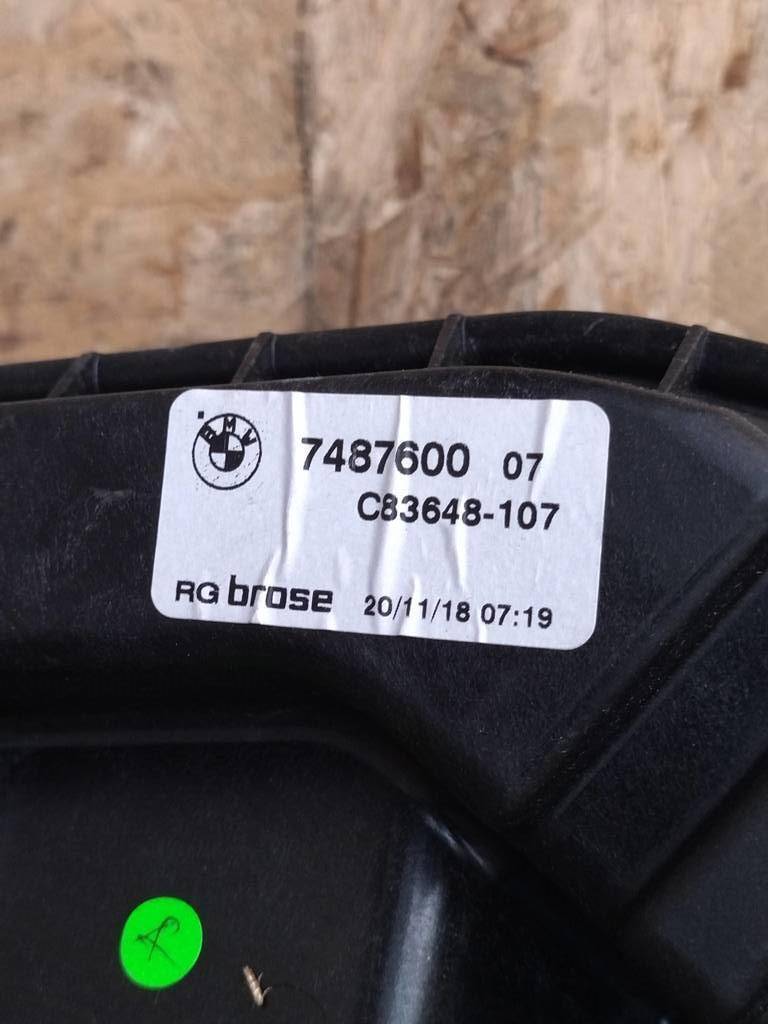 BMW
7487600 07
C83648-107
RG brose 20/11/18 07:19